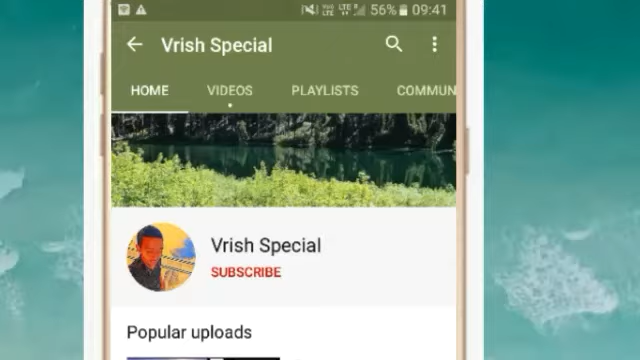 56% 09:41
Vrish Special
HOME VIDEOS PLAYLISTS COMMUN
Vrish Special
SUBSCRIBE
Popular uploads